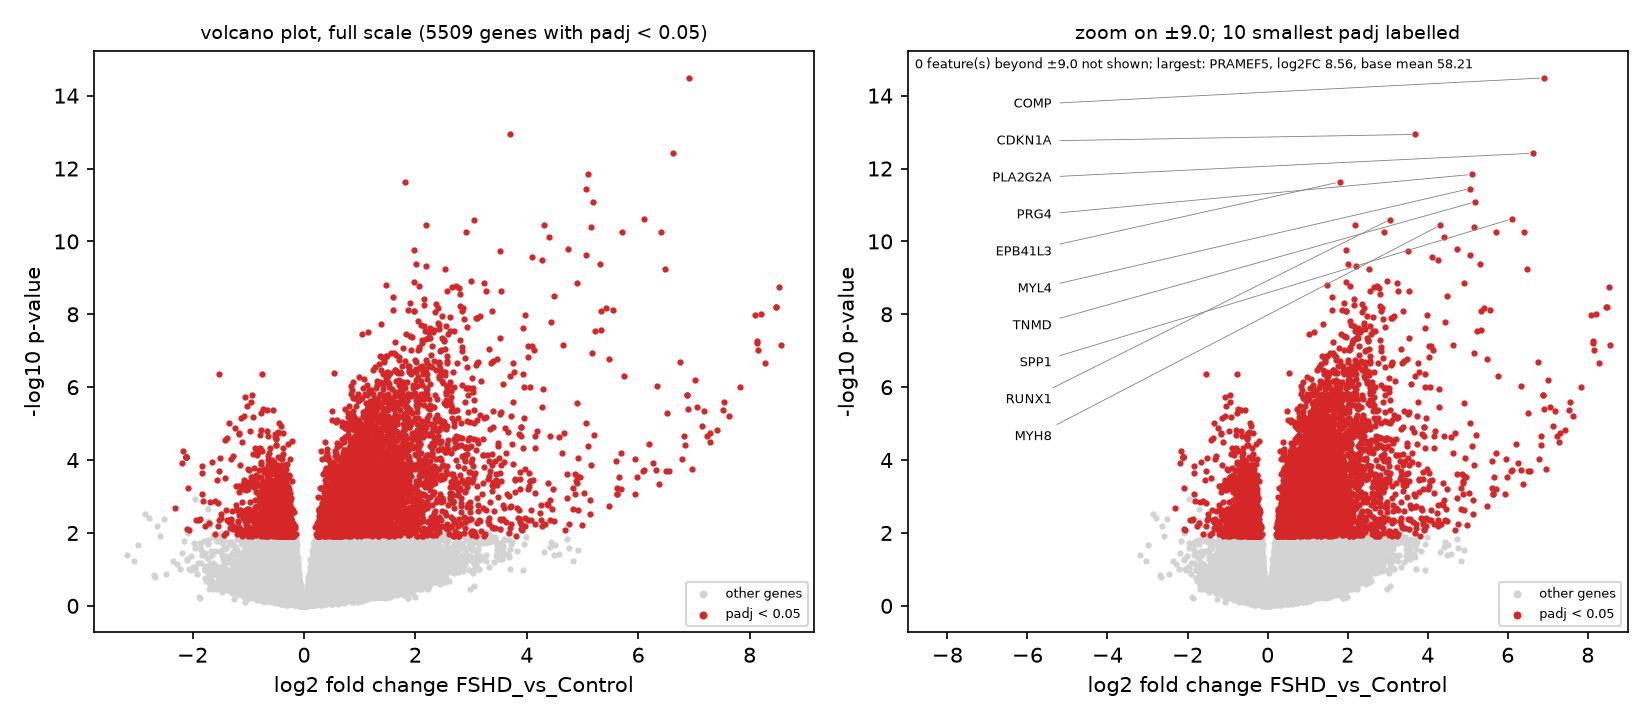 volcano plot, full scale (5509 genes with padj < 0.05)
14
12
10
8
6
4
2
0
-log10 p-value
−2
0
2
4
6
8
log2 fold change FSHD_vs_Control
other genes
padj < 0.05
zoom on ±9.0; 10 smallest padj labelled
0 feature(s) beyond ±9.0 not shown; largest: PRAMEF5, log2FC 8.56, base mean 58.21
COMP
CDKN1A
PLA2G2A
PRG4
EPB41L3
MYL4
TNMD
SPP1
RUNX1
MYH8
14
12
10
8
6
4
2
0
-log10 p-value
−8
−6
−4
−2
0
2
4
6
8
log2 fold change FSHD_vs_Control
other genes
padj < 0.05